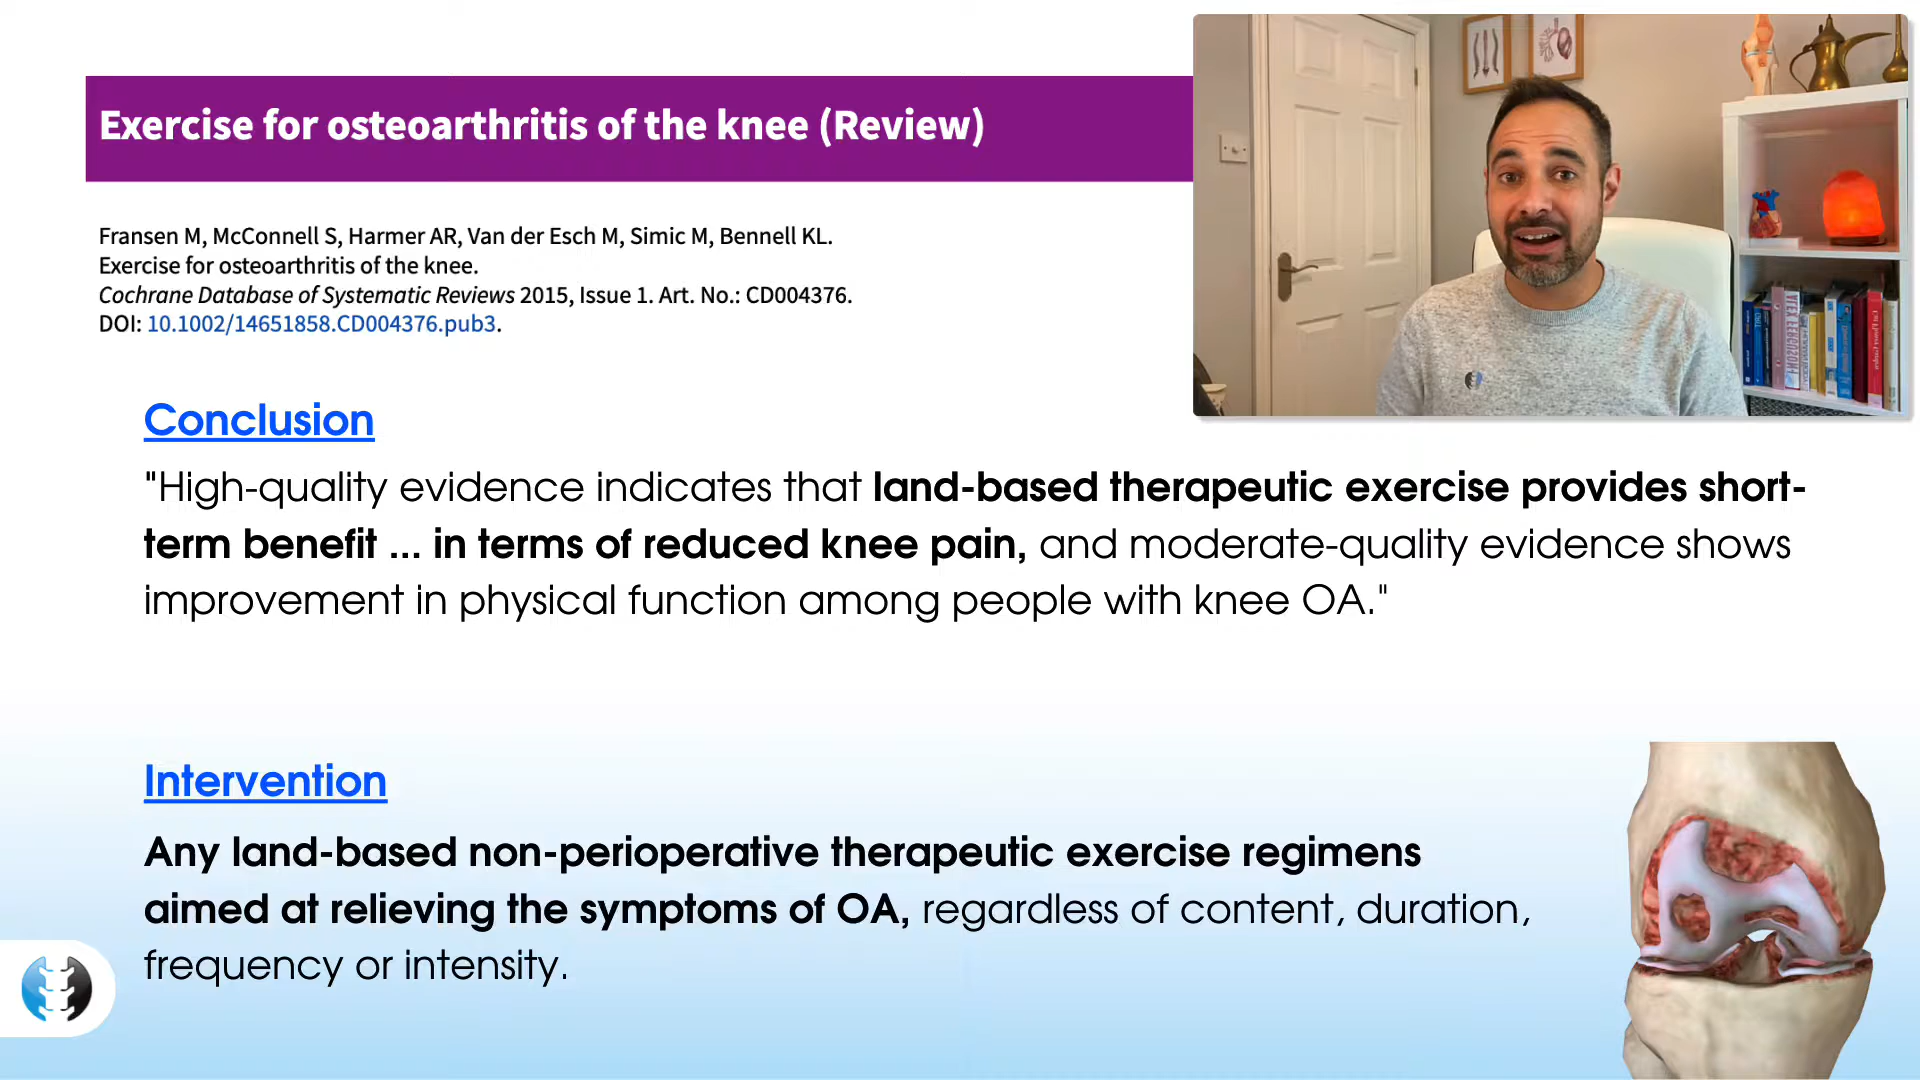 Exercise for osteoarthritis of the knee (Review)
Fransen M, McConnell S, Harmer AR, Van der Esch M, Simic M, Bennell KL.
Exercise for osteoarthritis of the knee.
Cochrane Database of Systematic Reviews 2015, Issue 1. Art. No.: CD004376.
DOI: 10.1002/14651858.CD004376.pub3.
Conclusion
"High-quality evidence indicates that land-based therapeutic exercise provides short-
term benefit ... in terms of reduced knee pain, and moderate-quality evidence shows
improvement in physical function among people with knee OA."
Intervention
Any land-based non-perioperative therapeutic exercise regimens
aimed at relieving the symptoms of OA, regardless of content, duration,
frequency or intensity.